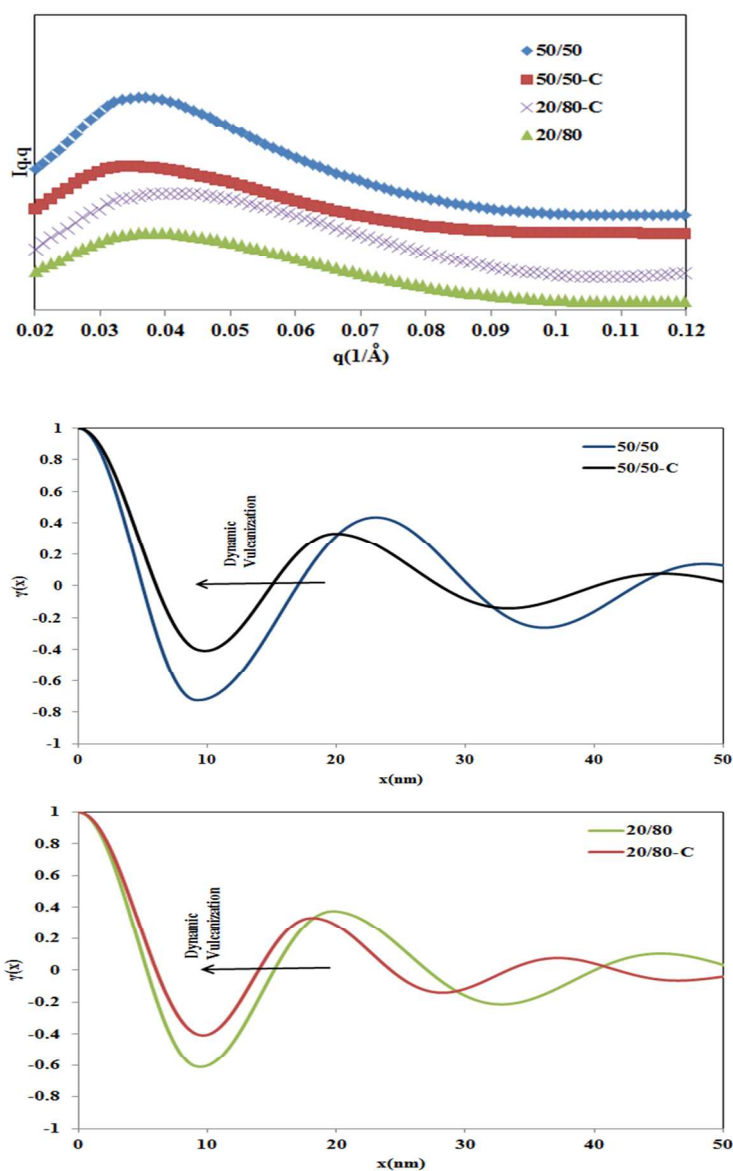 50/50
50/50-C
20/80-C
20/80
Iq.q
0.02 0.03 0.04 0.05 0.06 0.07 0.08 0.09 0.1 0.11 0.12
q(1/Å)
1
0.8
0.6
0.4
0.2
0
-0.2
-0.4
-0.6
-0.8
-1
γ(x)
50/50
50/50-C
Dynamic
Vulcanization
0 10 20 30 40 50
x(nm)
1
0.8
0.6
0.4
0.2
0
-0.2
-0.4
-0.6
-0.8
-1
γ(x)
20/80
20/80-C
Dynamic
Vulcanization
0 10 20 30 40 50
x(nm)